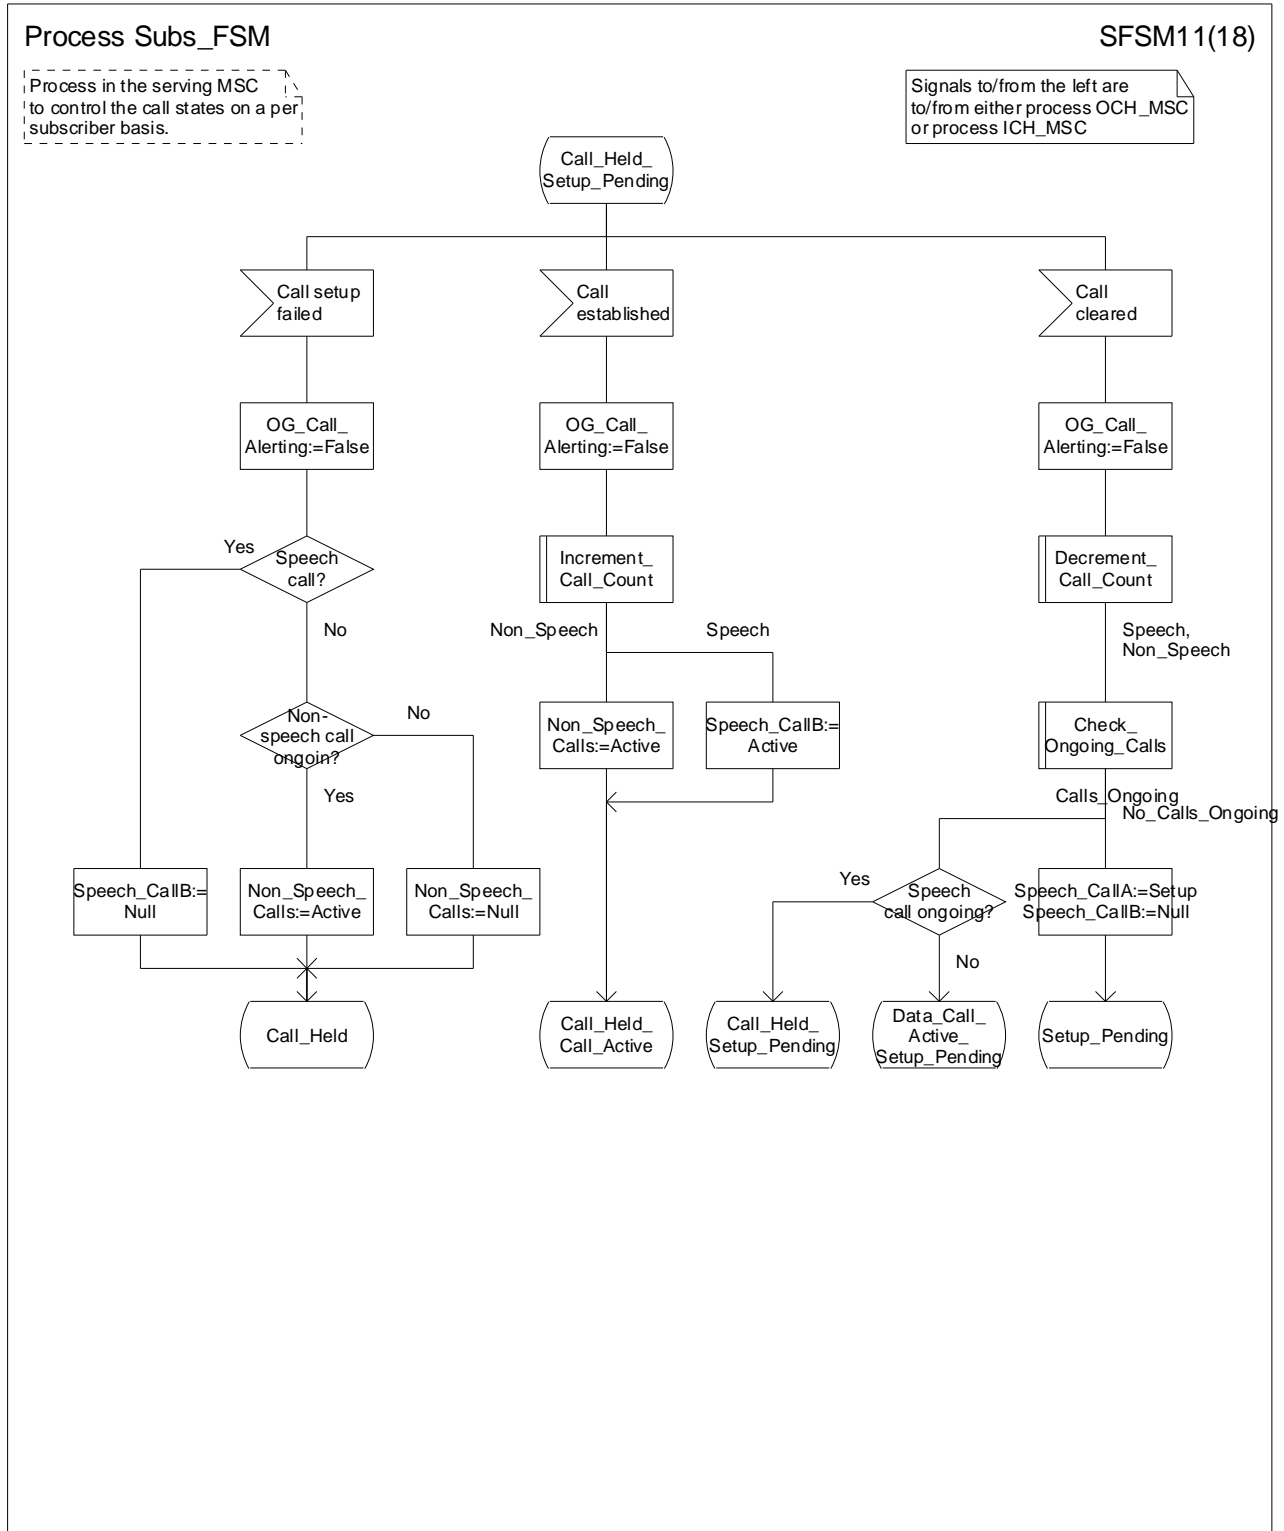 Process Subs_FSM
SFSM11(18)
Process in the serving MSC
to control the call states on a per
subscriber basis.
Signals to/from the left are
to/from either process OCH_MSC
or process ICH_MSC
Call_Held_
Setup_Pending
Call setup
failed
Call
established
Call
cleared
OG_Call_
Alerting:=False
OG_Call_
Alerting:=False
OG_Call_
Alerting:=False
Yes
Speech
call?
No
Increment_
Call_Count
Decrement_
Call_Count
Non_Speech
Speech
Speech,
Non_Speech
Non-
speech call
ongoin?
No
Yes
Non_Speech_
Calls:=Active
Speech_CallB:=
Active
Check_
Ongoing_Calls
Calls_Ongoing
No_Calls_Ongoing
Speech_CallB:=
Null
Non_Speech_
Calls:=Active
Non_Speech_
Calls:=Null
Yes
Speech
call ongoing?
No
Speech_CallA:=Setup
Speech_CallB:=Null
Call_Held
Call_Held_
Call_Active
Call_Held_
Setup_Pending
Data_Call_
Active_
Setup_Pending
Setup_Pending